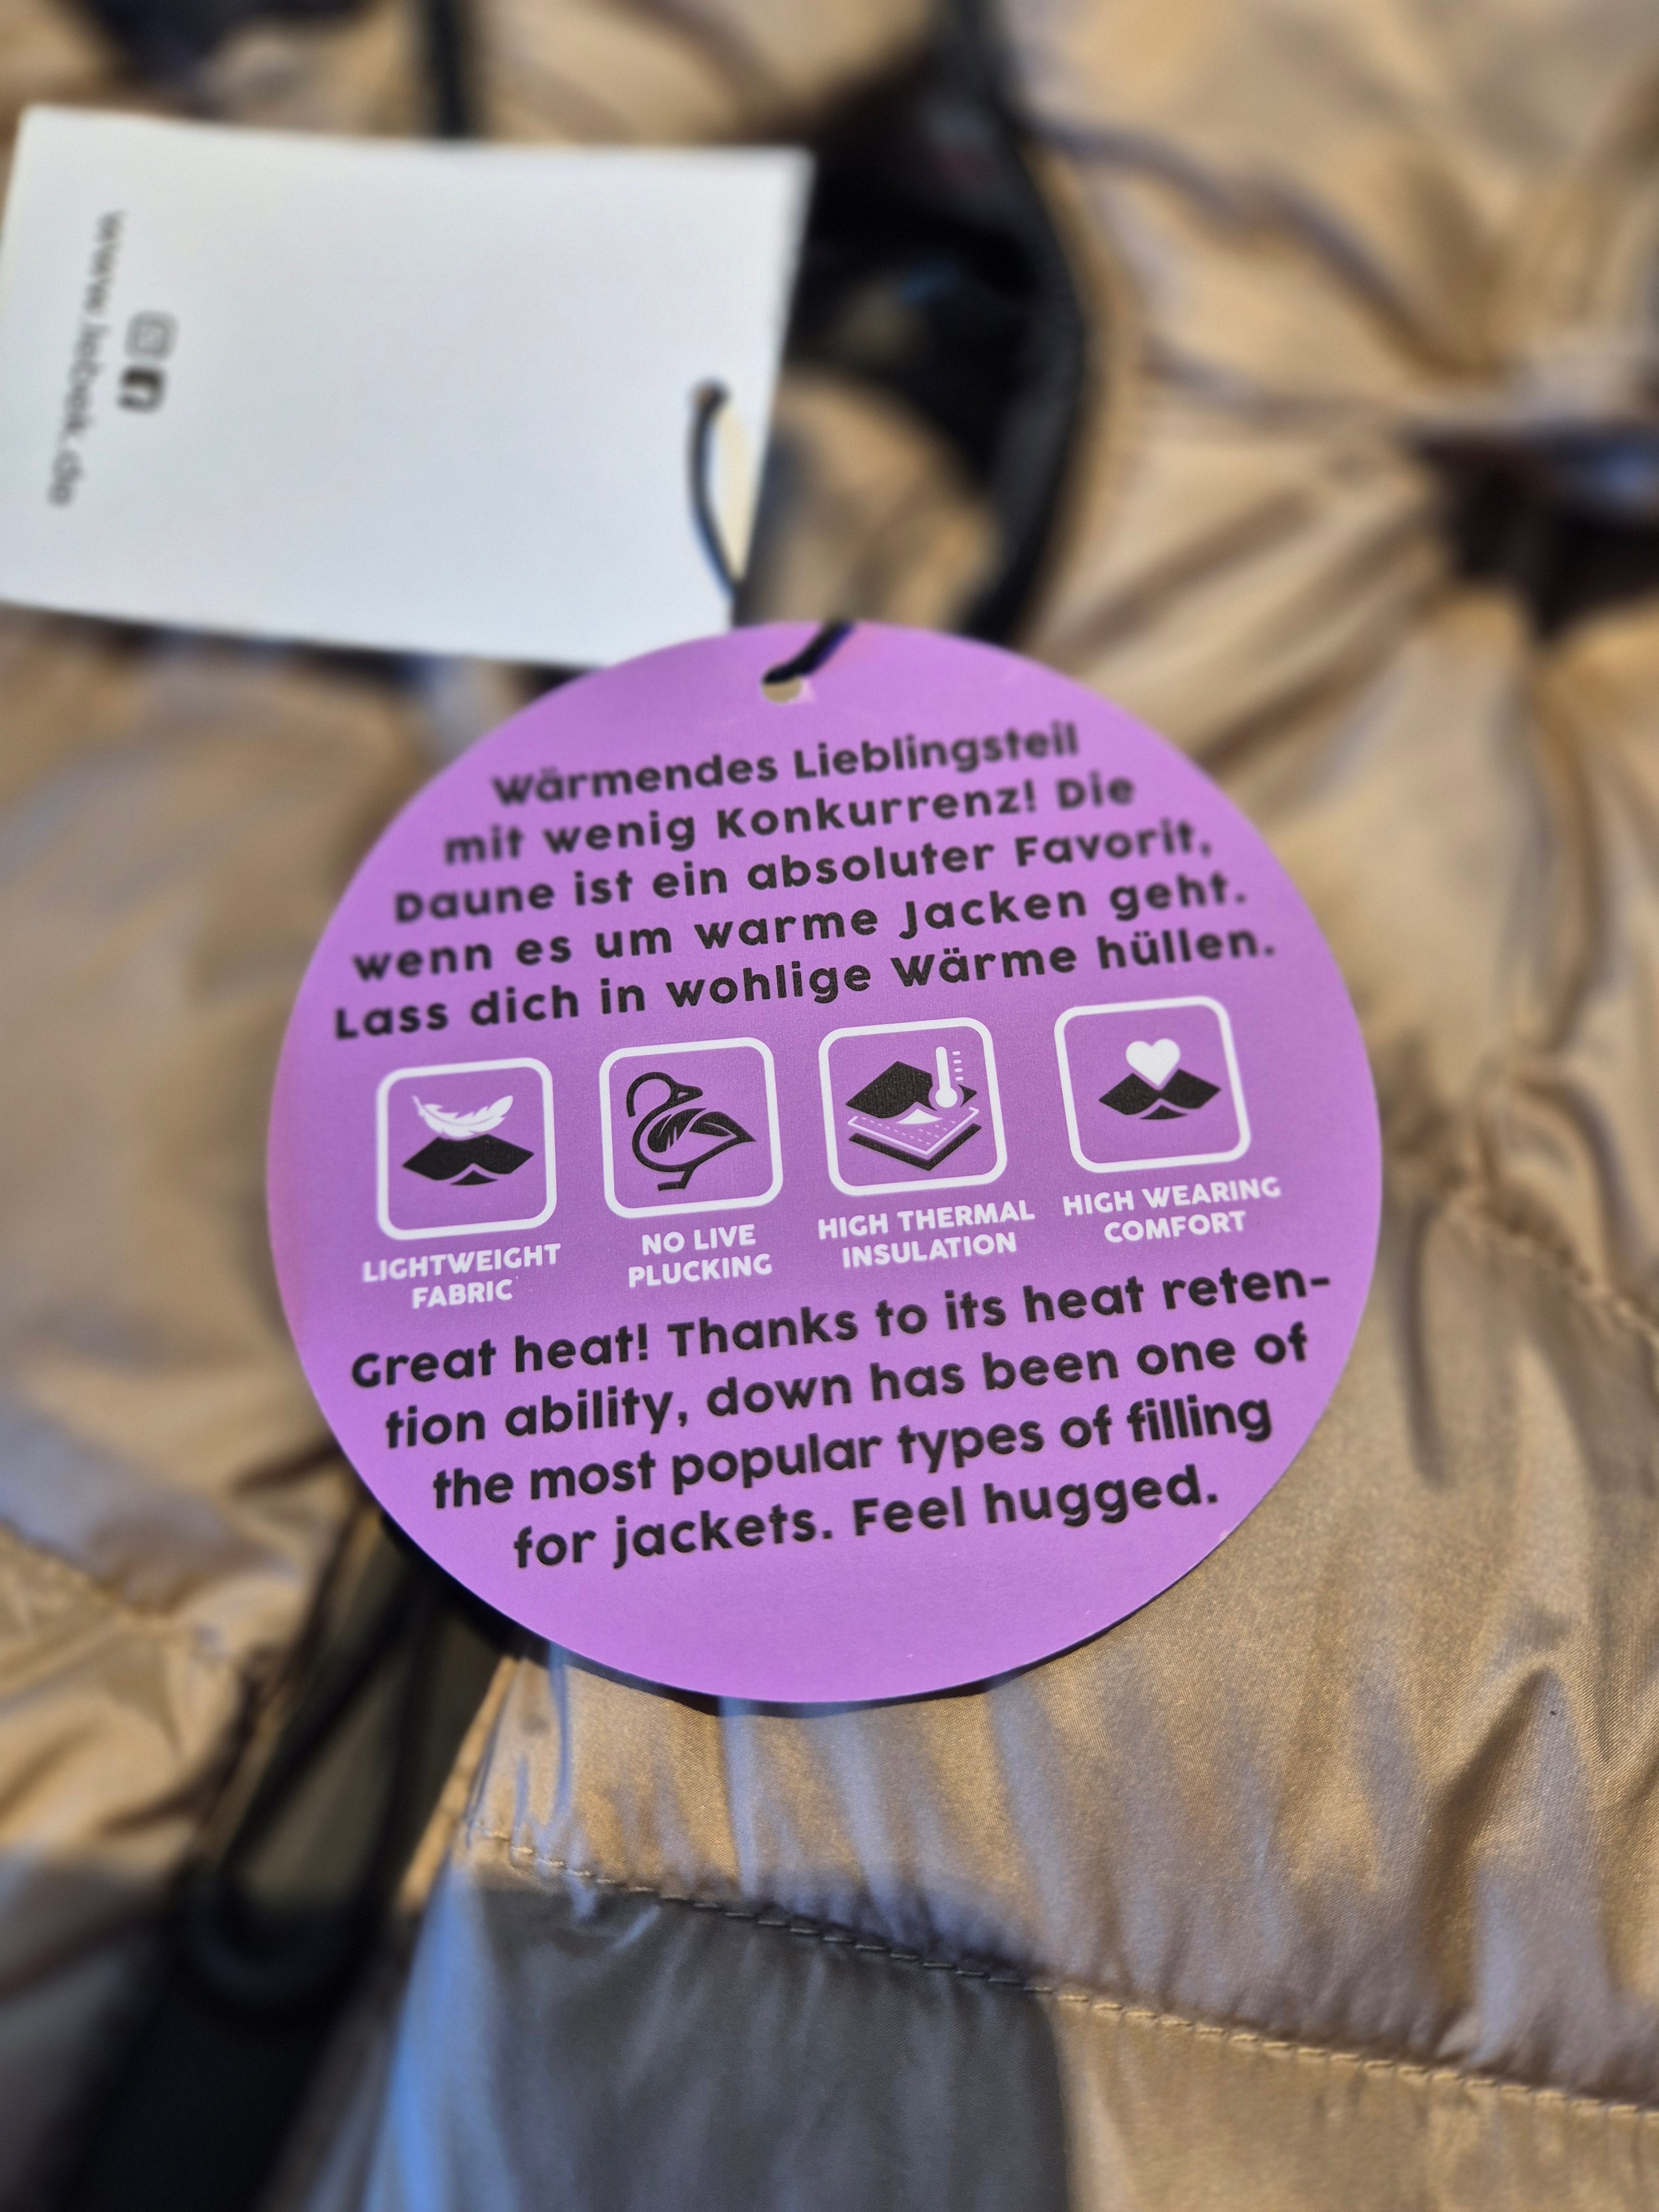 Wärmendes Lieblingsteil
mit wenig Konkurrenz! Die
Daune ist ein absoluter Favorit,
wenn es um warme Jacken geht.
Lass dich in wohlige Wärme hüllen.
LIGHTWEIGHT
FABRIC
NO LIVE
PLUCKING
HIGH THERMAL
INSULATION
HIGH WEARING
COMFORT
Great heat! Thanks to its heat reten-
tion ability, down has been one of
the most popular types of filling
for jackets. Feel hugged.